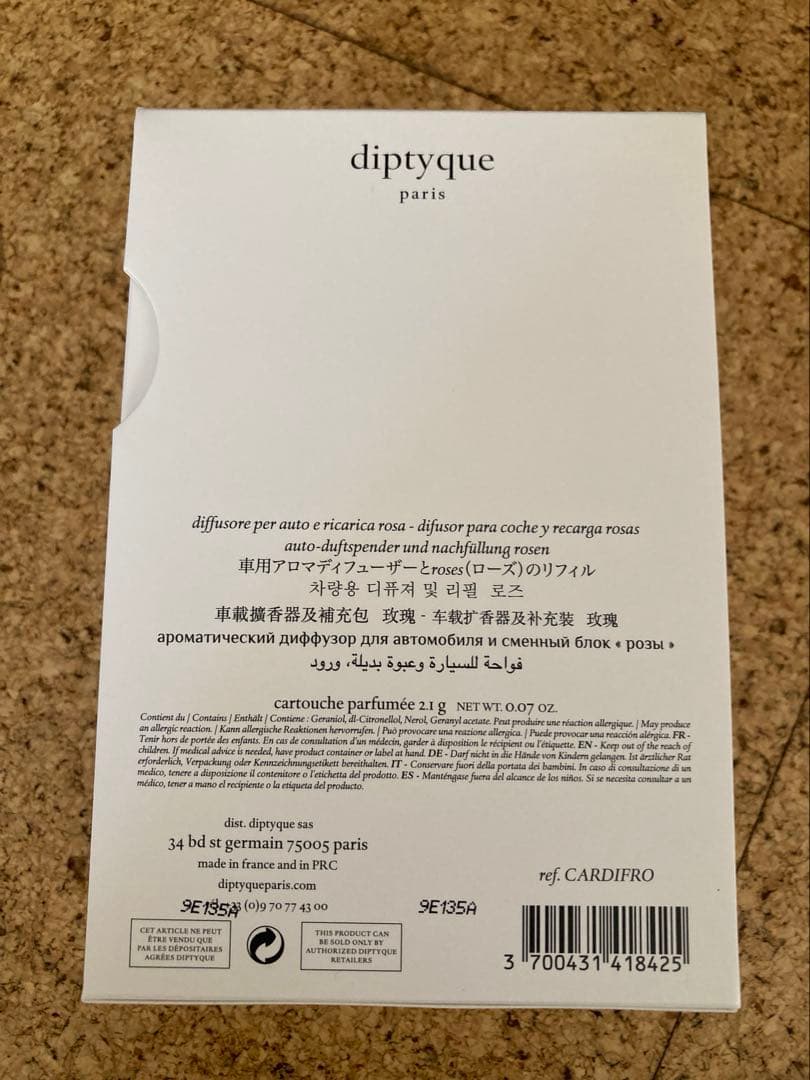 diptyque
paris
diffusore per auto e ricarica rosa - difusor para coche y recarga rosas
auto-duftspender und nachfüllung rosen
車用アロマディフューザーとroses(ローズ)のリフィル
차량용 디퓨져 및 리필 로즈
車載擴香器及補充包 玫瑰 - 车载扩香器及补充装 玫瑰
ароматический диффузор для автомобиля и сменный блок « розы »
فواحة للسيارة وعبوة بديلة، ورود
cartouche parfumée 2.1 g NET WT. 0.07 OZ.
Contient du | Contains | Enthält | Contiene : Geraniol, dl-Citronellol, Nerol, Geranyl acetate. Peut produire une réaction allergique. | May produce
an allergic reaction. | Kann allergische Reaktionen hervorrufen. | Può provocare una reazione allergica. | Puede provocar una reacción alérgica. FR -
Tenir hors de portée des enfants. En cas de consultation d'un médecin, garder à disposition le récipient ou l'étiquette. EN - Keep out of the reach of
children. If medical advice is needed, have product container or label at hand. DE - Darf nicht in die Hände von Kindern gelangen. Ist ärztlicher Rat
erforderlich, Verpackung oder Kennzeichnungsetikett bereithalten. IT - Conservare fuori della portata dei bambini. In caso di consultazione di un
medico, tenere a disposizione il contenitore o l'etichetta del prodotto. ES - Manténgase fuera del alcance de los niños. Si se necesita consultar a un
médico, tener a mano el recipiente o la etiqueta del producto.
dist. diptyque sas
34 bd st germain 75005 paris
made in france and in PRC
diptyqueparis.com
(0)9 70 77 43 00
9E135A
9E135A
ref. CARDIFRO
CET ARTICLE NE PEUT
ÊTRE VENDU QUE
PAR LES DÉPOSITAIRES
AGRÉÉS DIPTYQUE
THIS PRODUCT CAN
BE SOLD ONLY BY
AUTHORIZED DIPTYQUE
RETAILERS
3 700431 418425